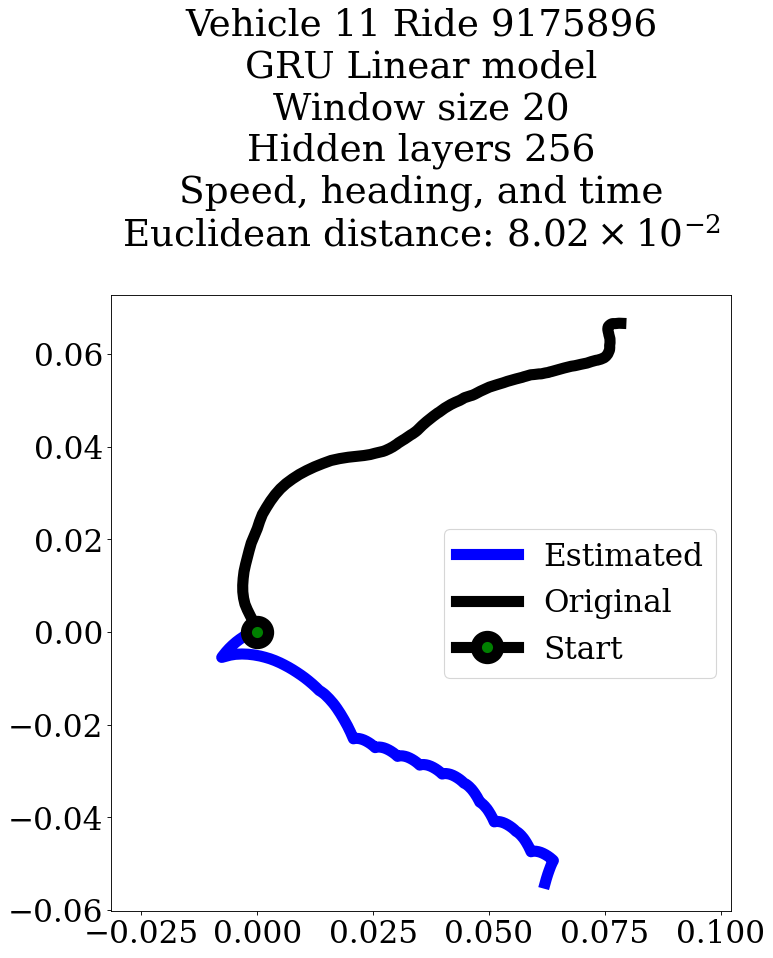 Vehicle 11 Ride 9175896
GRU Linear model
Window size 20
Hidden layers 256
Speed, heading, and time
Euclidean distance: 8.02 × 10⁻²
0.06
0.04
0.02
0.00
−0.02
−0.04
−0.06
Estimated
Original
Start
−0.025 0.000 0.025 0.050 0.075 0.100